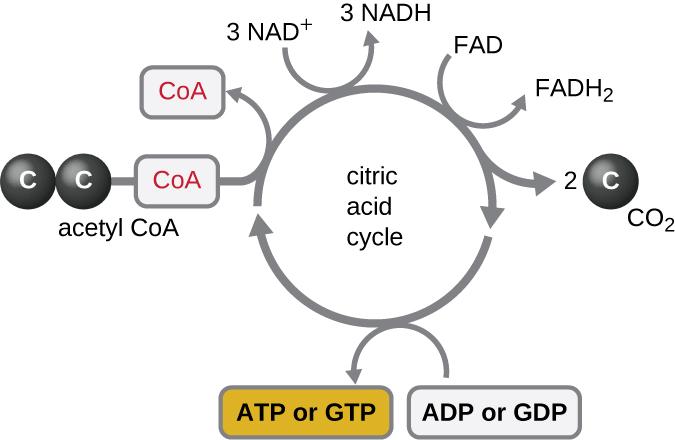 3 NAD⁺
3 NADH
FAD
FADH₂
CoA
C C
CoA
acetyl CoA
citric
acid
cycle
2 C
CO₂
ATP or GTP
ADP or GDP